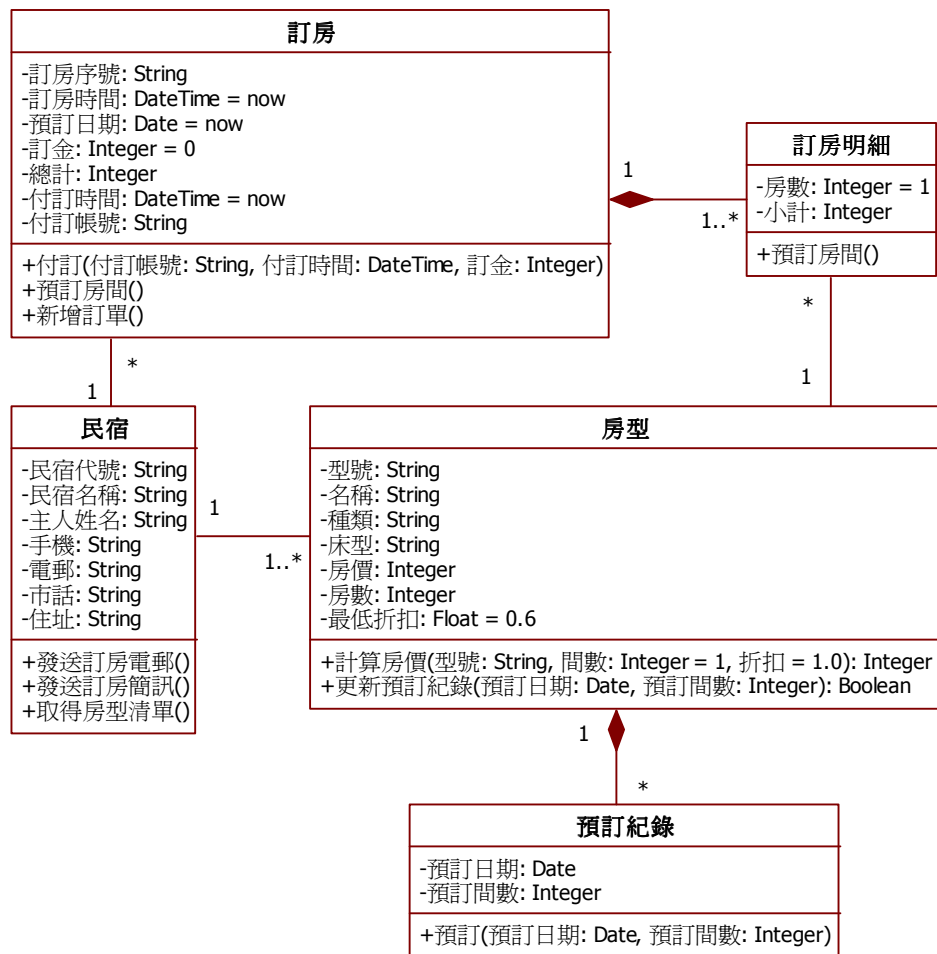 訂房
-訂房序號: String
-訂房時間: DateTime = now
-預訂日期: Date = now
-訂金: Integer = 0
-總計: Integer
-付訂時間: DateTime = now
-付訂帳號: String
+付訂(付訂帳號: String, 付訂時間: DateTime, 訂金: Integer)
+預訂房間()
+新增訂單()
1
1..*
訂房明細
-房數: Integer = 1
-小計: Integer
+預訂房間()
*
1
*
1
民宿
-民宿代號: String
-民宿名稱: String
-主人姓名: String
-手機: String
-電郵: String
-市話: String
-住址: String
+發送訂房電郵()
+發送訂房簡訊()
+取得房型清單()
1
1..*
房型
-型號: String
-名稱: String
-種類: String
-床型: String
-房價: Integer
-房數: Integer
-最低折扣: Float = 0.6
+計算房價(型號: String, 間數: Integer = 1, 折扣 = 1.0): Integer
+更新預訂紀錄(預訂日期: Date, 預訂間數: Integer): Boolean
1
*
預訂紀錄
-預訂日期: Date
-預訂間數: Integer
+預訂(預訂日期: Date, 預訂間數: Integer)